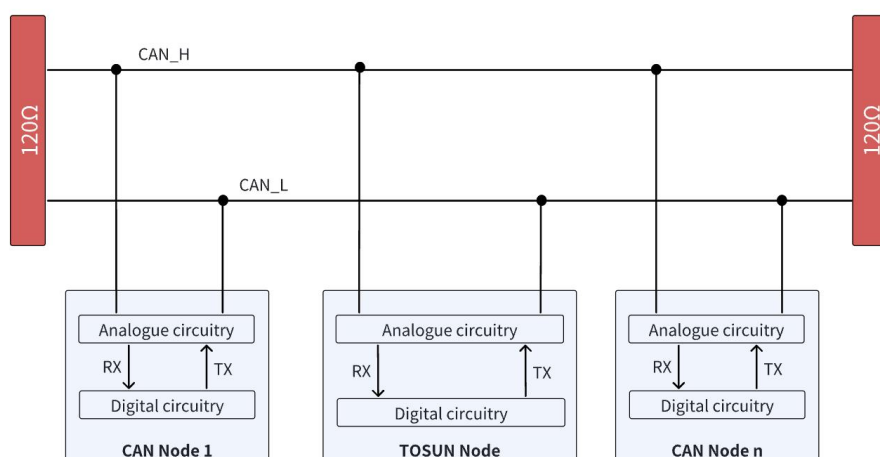 CAN_H
120Ω
120Ω
CAN_L
Analogue circuitry
Analogue circuitry
Analogue circuitry
RX
TX
RX
TX
RX
TX
Digital circuitry
Digital circuitry
Digital circuitry
CAN Node 1
TOSUN Node
CAN Node n